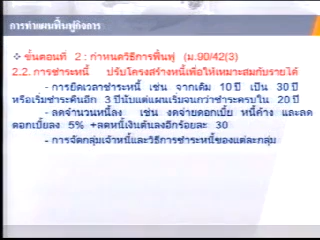 การทำแผนฟื้นฟูกิจการ
❖ ขั้นตอนที่ 2 : กำหนดวิธีการฟื้นฟู (ม.90/42(3)
2.2. การชำระหนี้ ปรับโครงสร้างหนี้เพื่อให้เหมาะสมกับรายได้
- การยืดเวลาชำระหนี้ เช่น จากเดิม 10 ปี เป็น 30 ปี
หรือเริ่มชำระคืนอีก 3 ปีนับแต่แผนเริ่มจนกว่าชำระครบใน 20 ปี
- ลดจำนวนหนี้ลง เช่น งดจ่ายดอกเบี้ย หนี้ค้าง และลด
ดอกเบี้ยลง 5% +ลดหนี้เงินต้นลงอีกร้อยละ 30
- การจัดกลุ่มเจ้าหนี้และวิธีการชำระหนี้ของแต่ละกลุ่ม